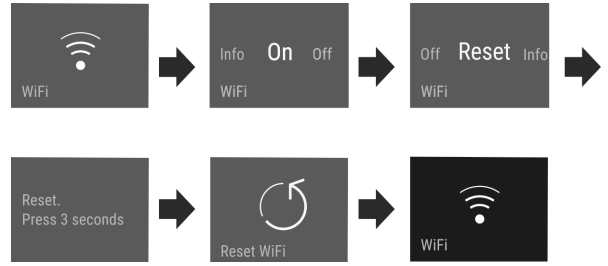 WiFi
Info On Off
WiFi
Off Reset Info
WiFi
Reset.
Press 3 seconds
Reset WiFi
WiFi